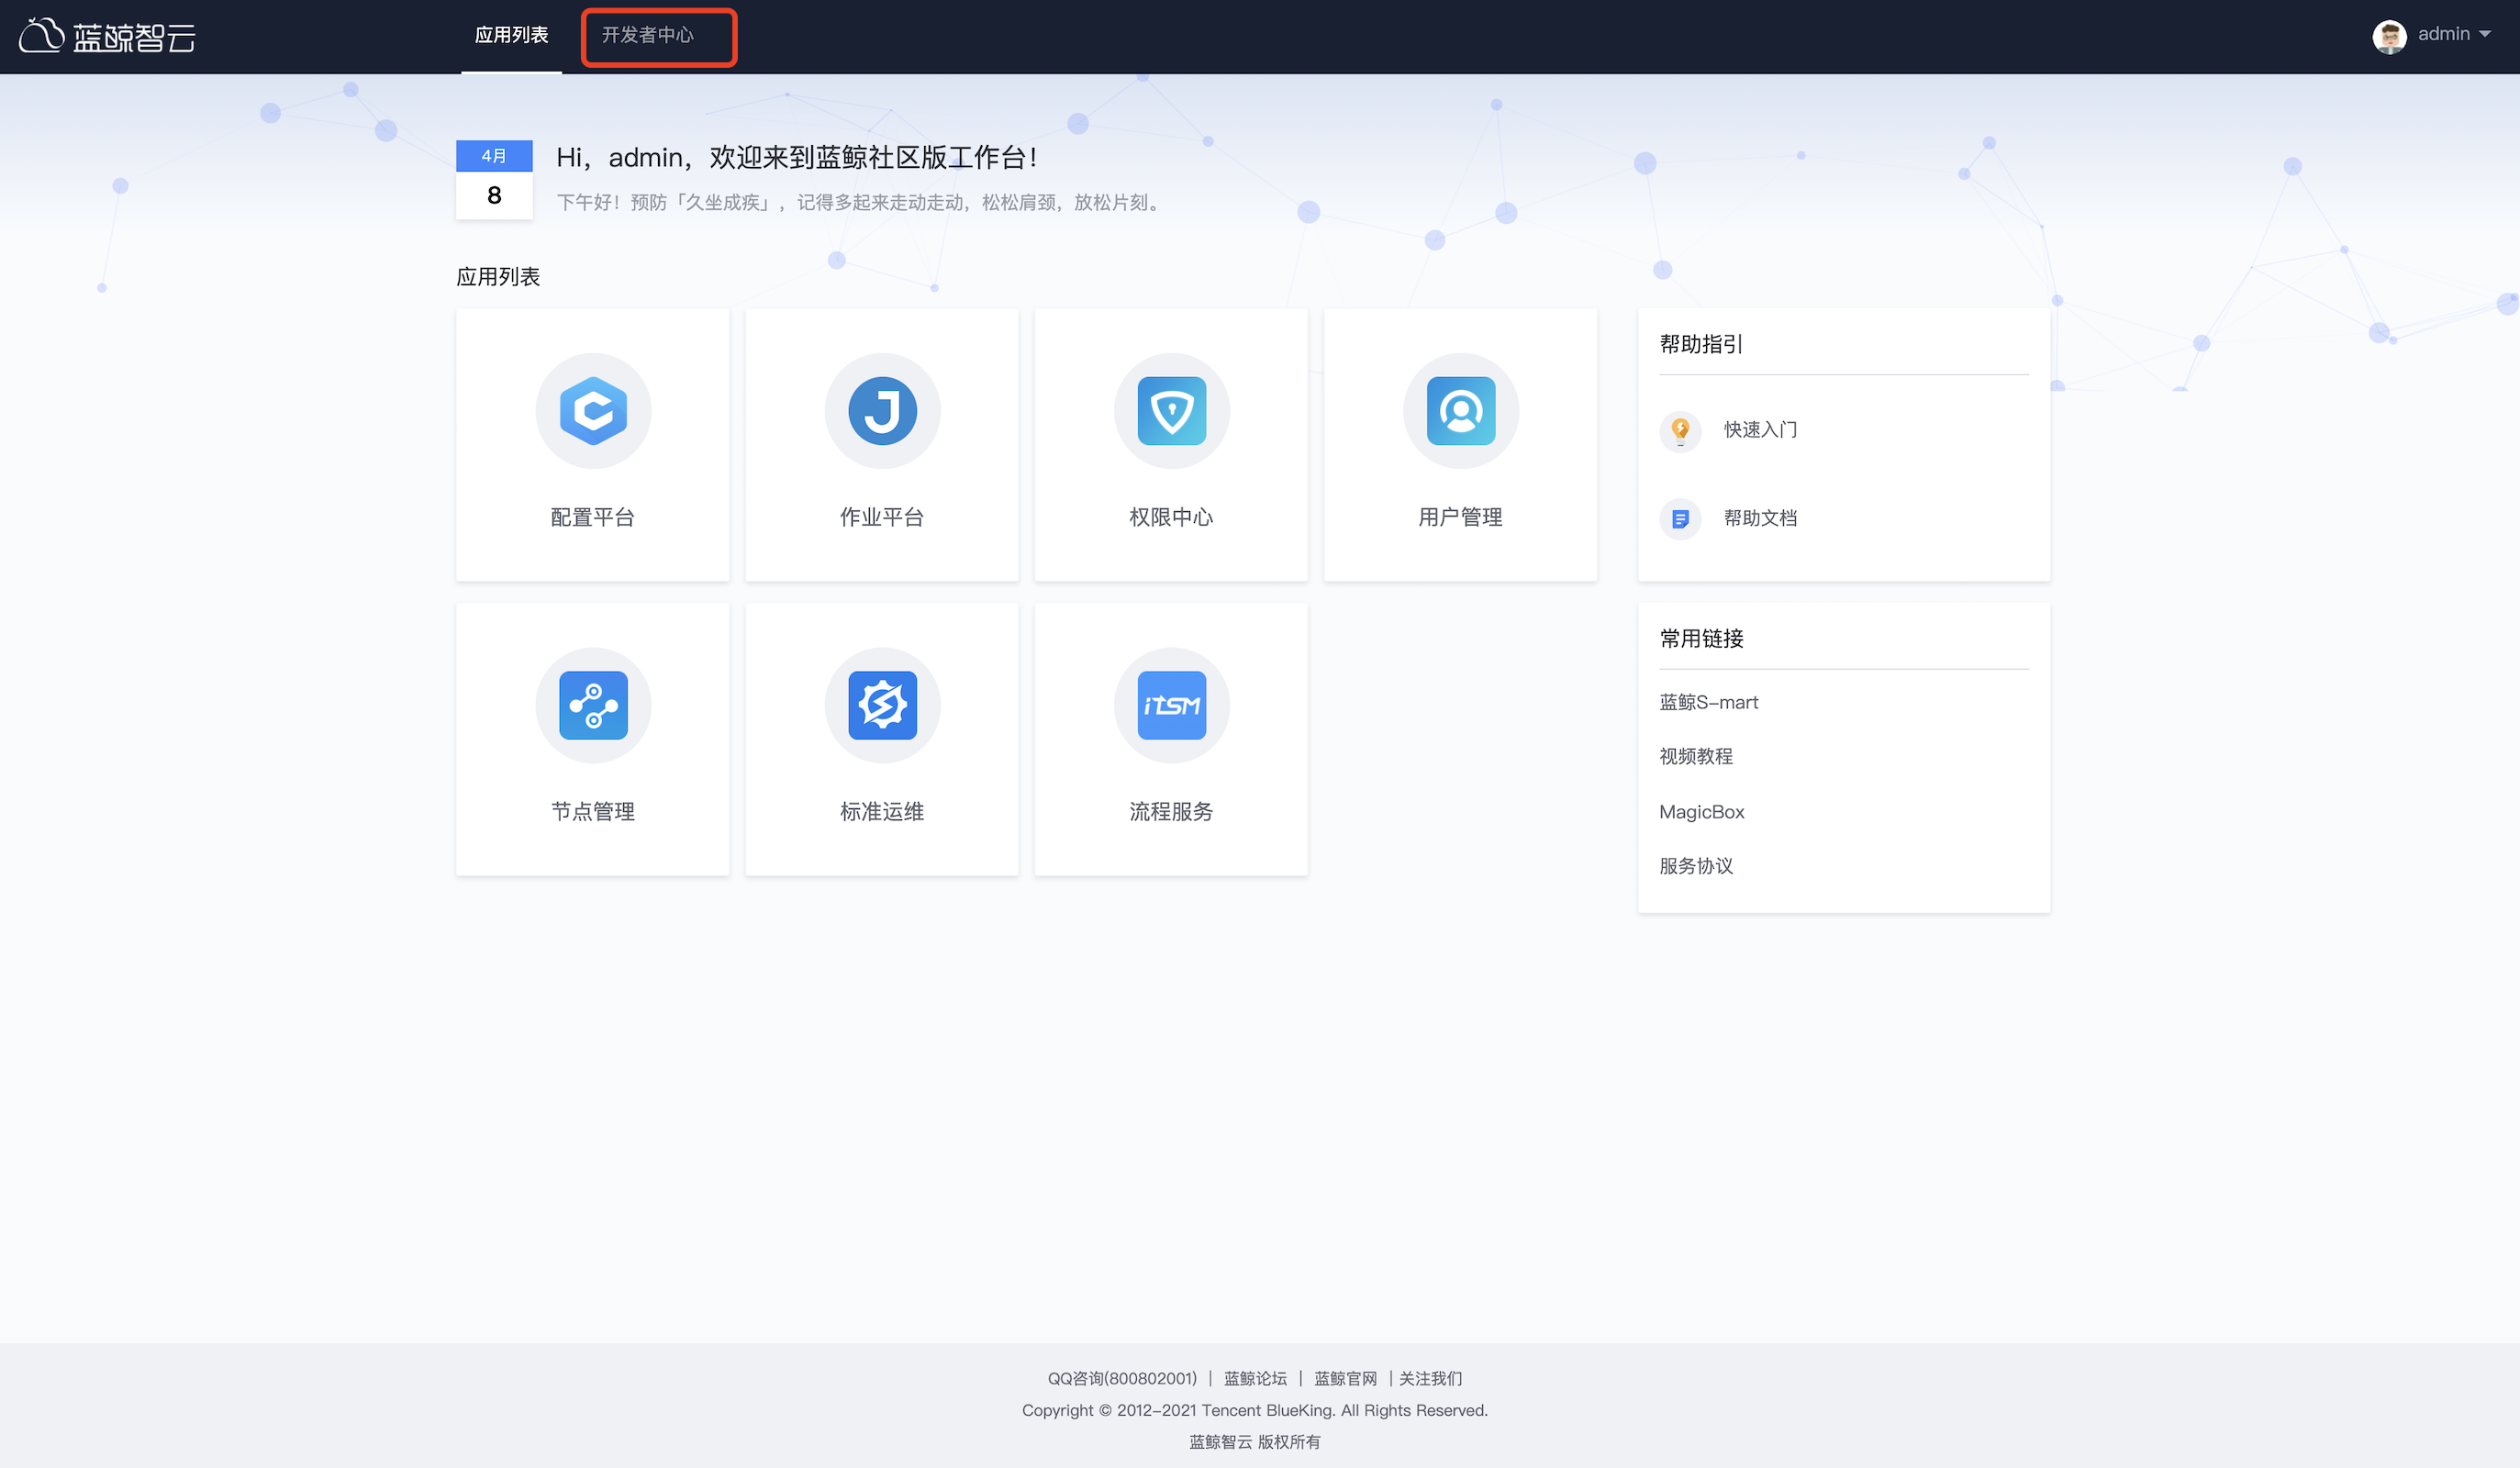 蓝鲸智云
应用列表
开发者中心
admin
4月
8
Hi，admin，欢迎来到蓝鲸社区版工作台！
下午好！预防「久坐成疾」，记得多起来走动走动，松松肩颈，放松片刻。
应用列表
配置平台
作业平台
权限中心
用户管理
节点管理
标准运维
iTSM
流程服务
帮助指引
快速入门
帮助文档
常用链接
蓝鲸S-mart
视频教程
MagicBox
服务协议
QQ咨询(800802001) | 蓝鲸论坛 | 蓝鲸官网 | 关注我们
Copyright © 2012-2021 Tencent BlueKing. All Rights Reserved.
蓝鲸智云 版权所有